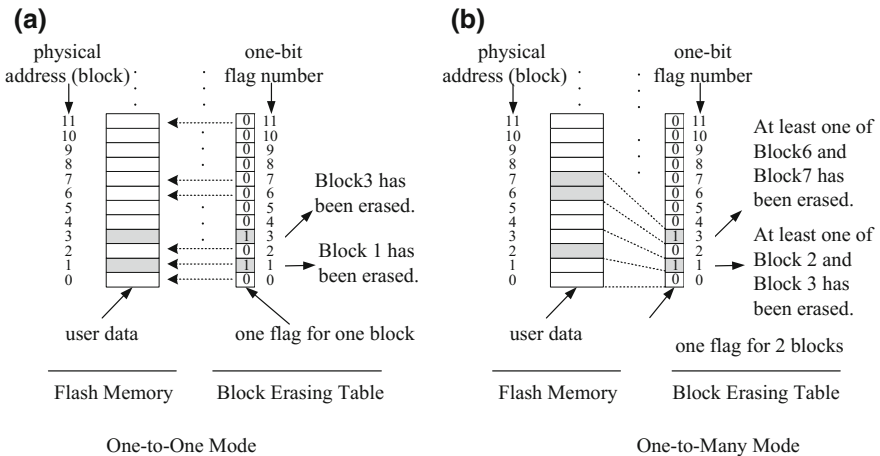 (a)
physical
address (block)
one-bit
flag number
11 0 11
10 0 10
9 0 9
8 0 8
7 0 7
6 0 6
5 0 5
4 0 4
3 1 3
2 0 2
1 1 1
0 0 0
Block3 has
been erased.
Block 1 has
been erased.
user data
one flag for one block
Flash Memory
Block Erasing Table
One-to-One Mode
(b)
physical
address (block)
one-bit
flag number
11 0 11
10 0 10
9 0 9
8 0 8
7 0 7
6 0 6
5 0 5
4 0 4
3 1 3
2 0 2
1 1 1
0 0 0
At least one of
Block6 and
Block7 has
been erased.
At least one of
Block 2 and
Block 3 has
been erased.
user data
one flag for 2 blocks
Flash Memory
Block Erasing Table
One-to-Many Mode